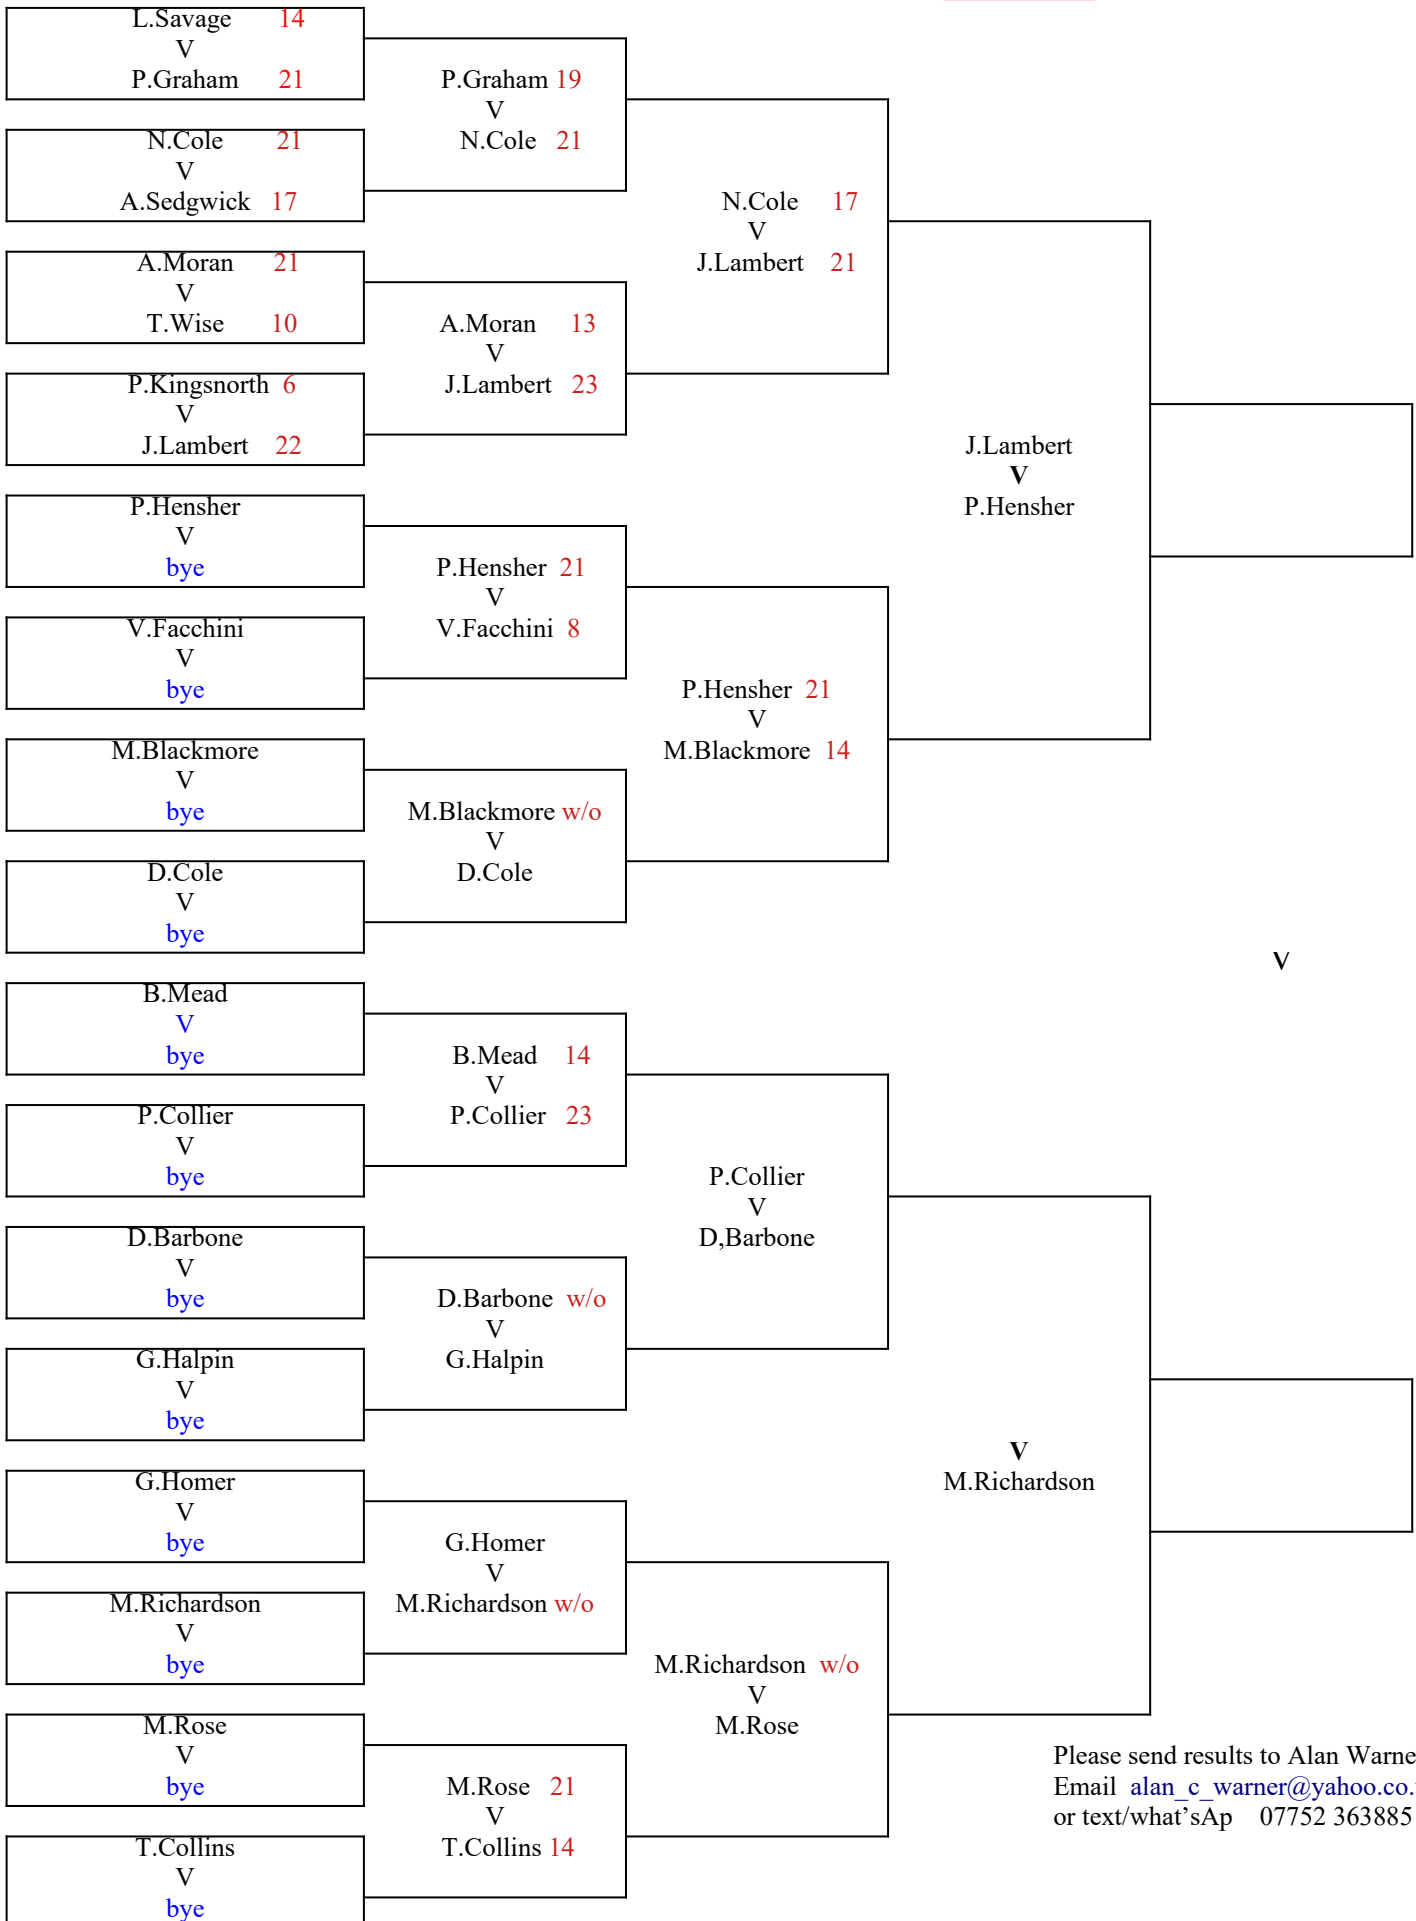 L.Savage 14
V
P.Graham 21
N.Cole 21
V
A.Sedgwick 17
A.Moran 21
V
T.Wise 10
P.Kingsnorth 6
V
J.Lambert 22
P.Hensher
V
bye
V.Facchini
V
bye
M.Blackmore
V
bye
D.Cole
V
bye
B.Mead
V
bye
P.Collier
V
bye
D.Barbone
V
bye
G.Halpin
V
bye
G.Homer
V
bye
M.Richardson
V
bye
M.Rose
V
bye
T.Collins
V
bye
P.Graham 19
V
N.Cole 21
A.Moran 13
V
J.Lambert 23
P.Hensher 21
V
V.Facchini 8
M.Blackmore w/o
V
D.Cole
B.Mead 14
V
P.Collier 23
D.Barbone w/o
V
G.Halpin
G.Homer
V
M.Richardson w/o
M.Rose 21
V
T.Collins 14
N.Cole 17
V
J.Lambert 21
P.Hensher 21
V
M.Blackmore 14
P.Collier
V
D,Barbone
M.Richardson w/o
V
M.Rose
J.Lambert
V
P.Hensher
V
M.Richardson
V
Please send results to Alan Warne
Email alan_c_warner@yahoo.co.
or text/what'sAp 07752 363885